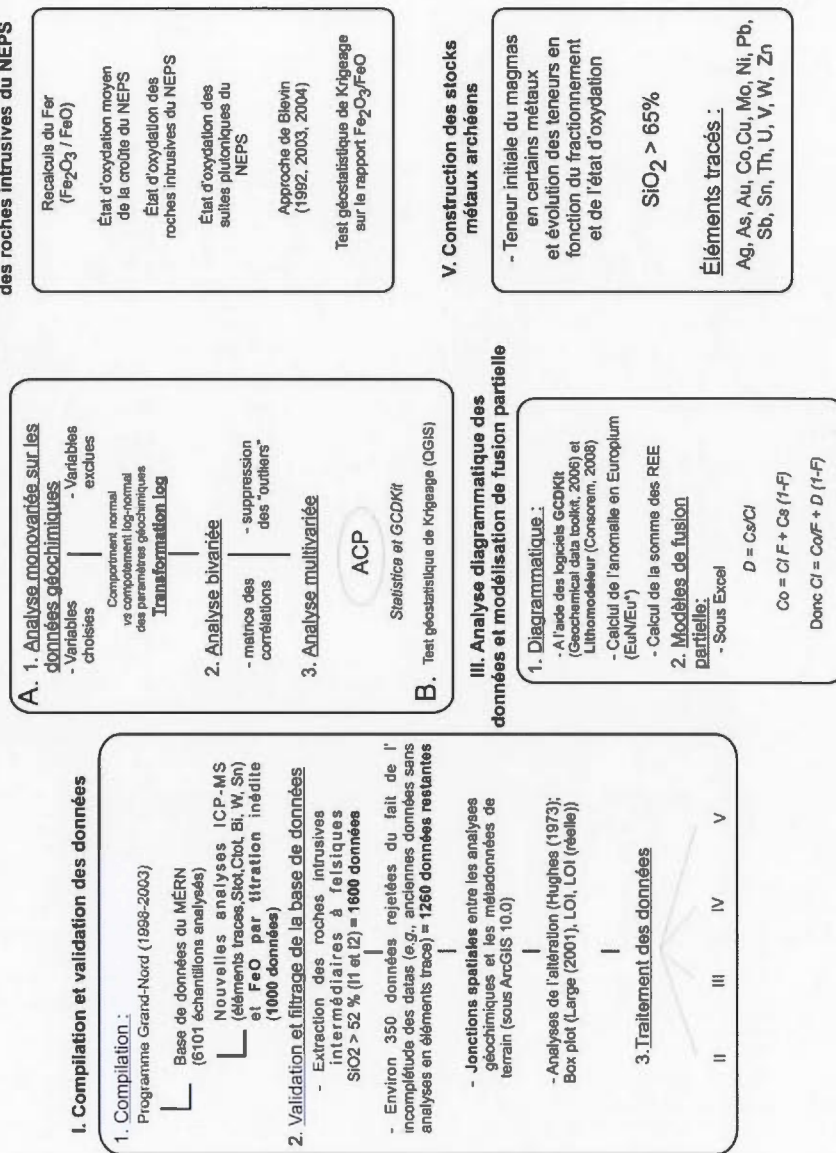 I. Compilation et validation des données
1. Compilation :
Programme Grand-Nord (1998-2003)
Base de données du MÉRN
(6101 échantillons analysés)
Nouvelles analyses ICP-MS
(éléments traces,Stot,Ctot, Bi, W, Sn)
et FeO par titration inédite
(1000 données)
2. Validation et filtrage de la base de données
- Extraction des roches intrusives
intermédiaires à felsiques
SiO2 > 52 % (I1 et I2) = 1600 données
- Environ 350 données rejetées du fait de l'
incomplétude des datas (e.g., anciennes données sans
analyses en éléments trace) = 1260 données restantes
- Jonctions spatiales entre les analyses
géochimiques et les métadonnées de
terrain (sous ArcGIS 10.0)
- Analyses de l'altération (Hughes (1973);
Box plot (Large (2001), LOI, LOI (réelle))
3.Traitement des données
II III IV V
A. 1. Analyse monovariée sur les
données géochimiques
- Variables
choisies
- Variables
exclues
Comportment normal
vs compotement log-normal
des paramètres géochimiques
Transformation log
2. Analyse bivariée
- matrice des
corrélations
- suppression
des "outliers"
3. Analyse multivariée
ACP
Statistica et GCDKit
B. Test géostatistique de Krigeage (QGIS)
III. Analyse diagrammatique des
données et modélisation de fusion partielle
1. Diagrammatique :
- A l'aide des logiciels GCDKit
(Geochemical data toolkit, 2006) et
Lithomodeleur (Consorem, 2008)
- Calclul de l'anomalie en Europium
(EuN/Eu*)
- Calcul de la somme des REE
2. Modèles de fusion
partielle:
- Sous Excel
D = Cs/Cl
Co = Cl F + Cs (1-F)
Donc Cl = Co/F + D (1-F)
des roches intrusives du NEPS
Recalculs du Fer
(Fe2O3 / FeO)
État d'oxydation moyen
de la croûte du NEPS
État d'oxydation des
roches intrusives du NEPS
État d'oxydation des
suites plutoniques du
NEPS
Approche de Blevin
(1992, 2003, 2004)
Test géostatistique de Krigeage
sur le rapport Fe2O3/FeO
V. Construction des stocks
métaux archéens
- Teneur initiale du magmas
en certains métaux
et évolution des teneurs en
fonction du fractionnement
et de l'état d'oxydation
SiO2 > 65%
Éléments tracés :
Ag, As, Au, Co,Cu, Mo, Ni, Pb,
Sb, Sn, Th, U, V, W, Zn